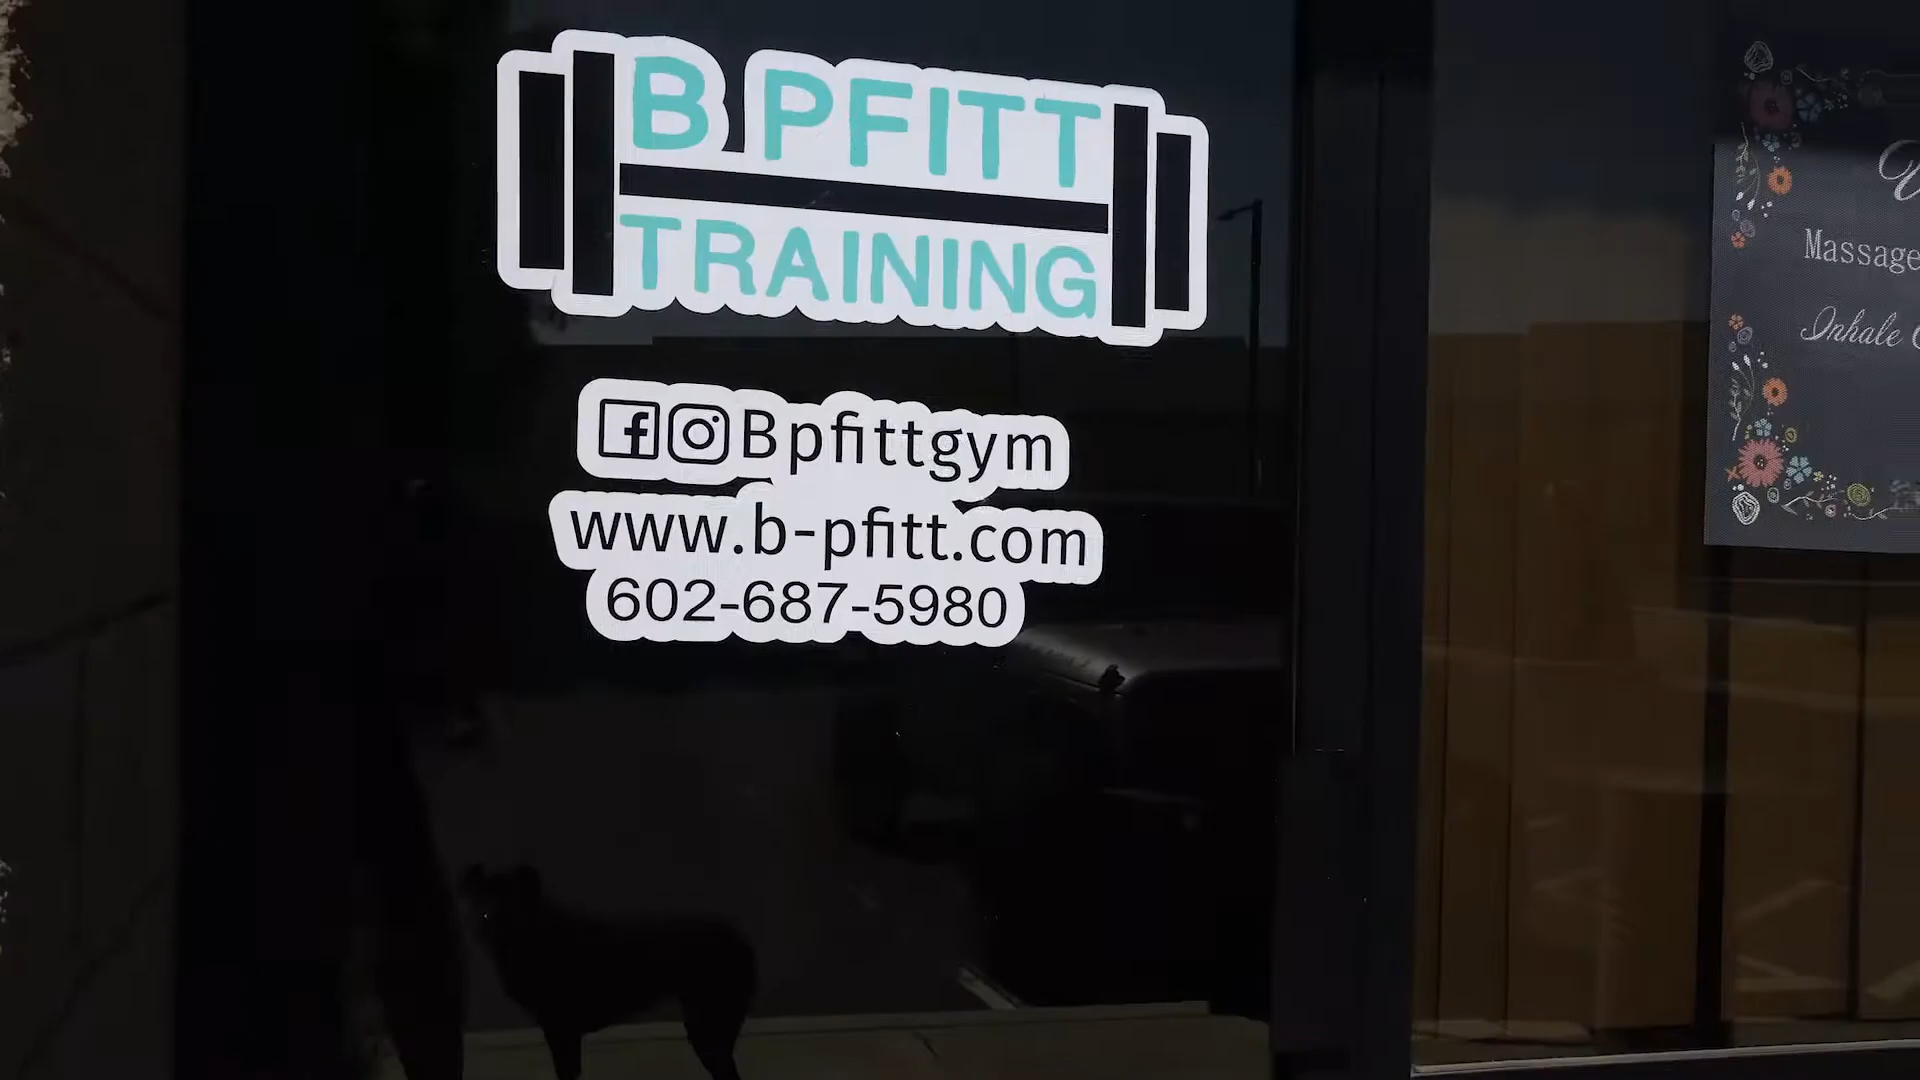 B PFITT
TRAINING
Bpfittgym
www.b-pfitt.com
602-687-5980
Massage
Inhale